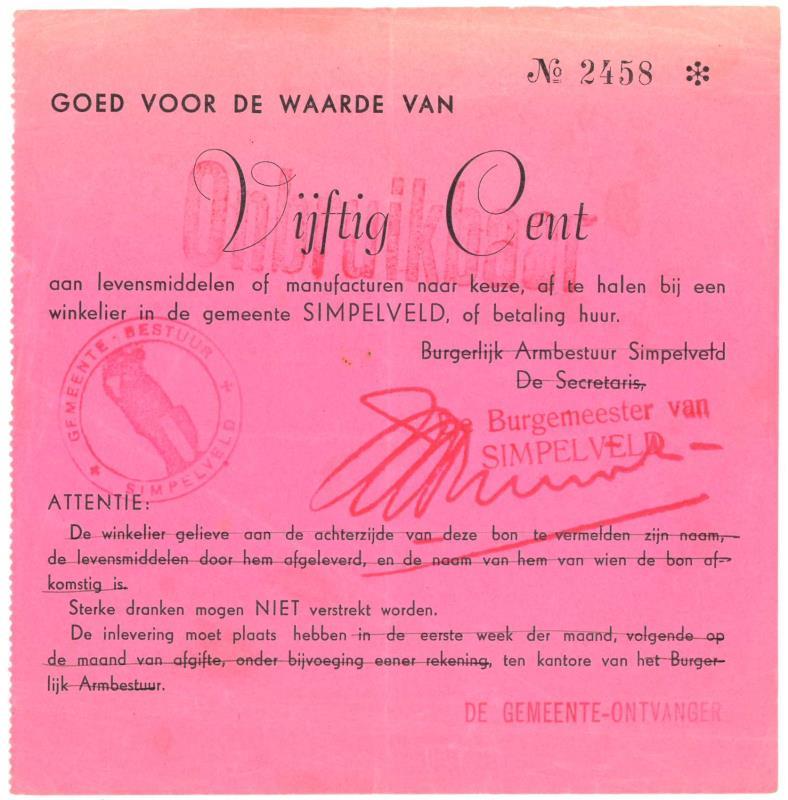 № 2458 *
GOED VOOR DE WAARDE VAN
Vijftig Cent
Onbruikbaar
aan levensmiddelen of manufacturen naar keuze, af te halen bij een
winkelier in de gemeente SIMPELVELD, of betaling huur.
Burgerlijk Armbestuur Simpelveld
De Secretaris,
GEMEENTE-BESTUUR
SIMPELVELD
De Burgemeester van
SIMPELVELD
ATTENTIE:
De winkelier gelieve aan de achterzijde van deze bon te vermelden zijn naam,
de levensmiddelen door hem afgeleverd, en de naam van hem van wien de bon af-
komstig is.
Sterke dranken mogen NIET verstrekt worden.
De inlevering moet plaats hebben in de eerste week der maand, volgende op
de maand van afgifte, onder bijvoeging eener rekening, ten kantore van het Burger-
lijk Armbestuur.
DE GEMEENTE-ONTVANGER